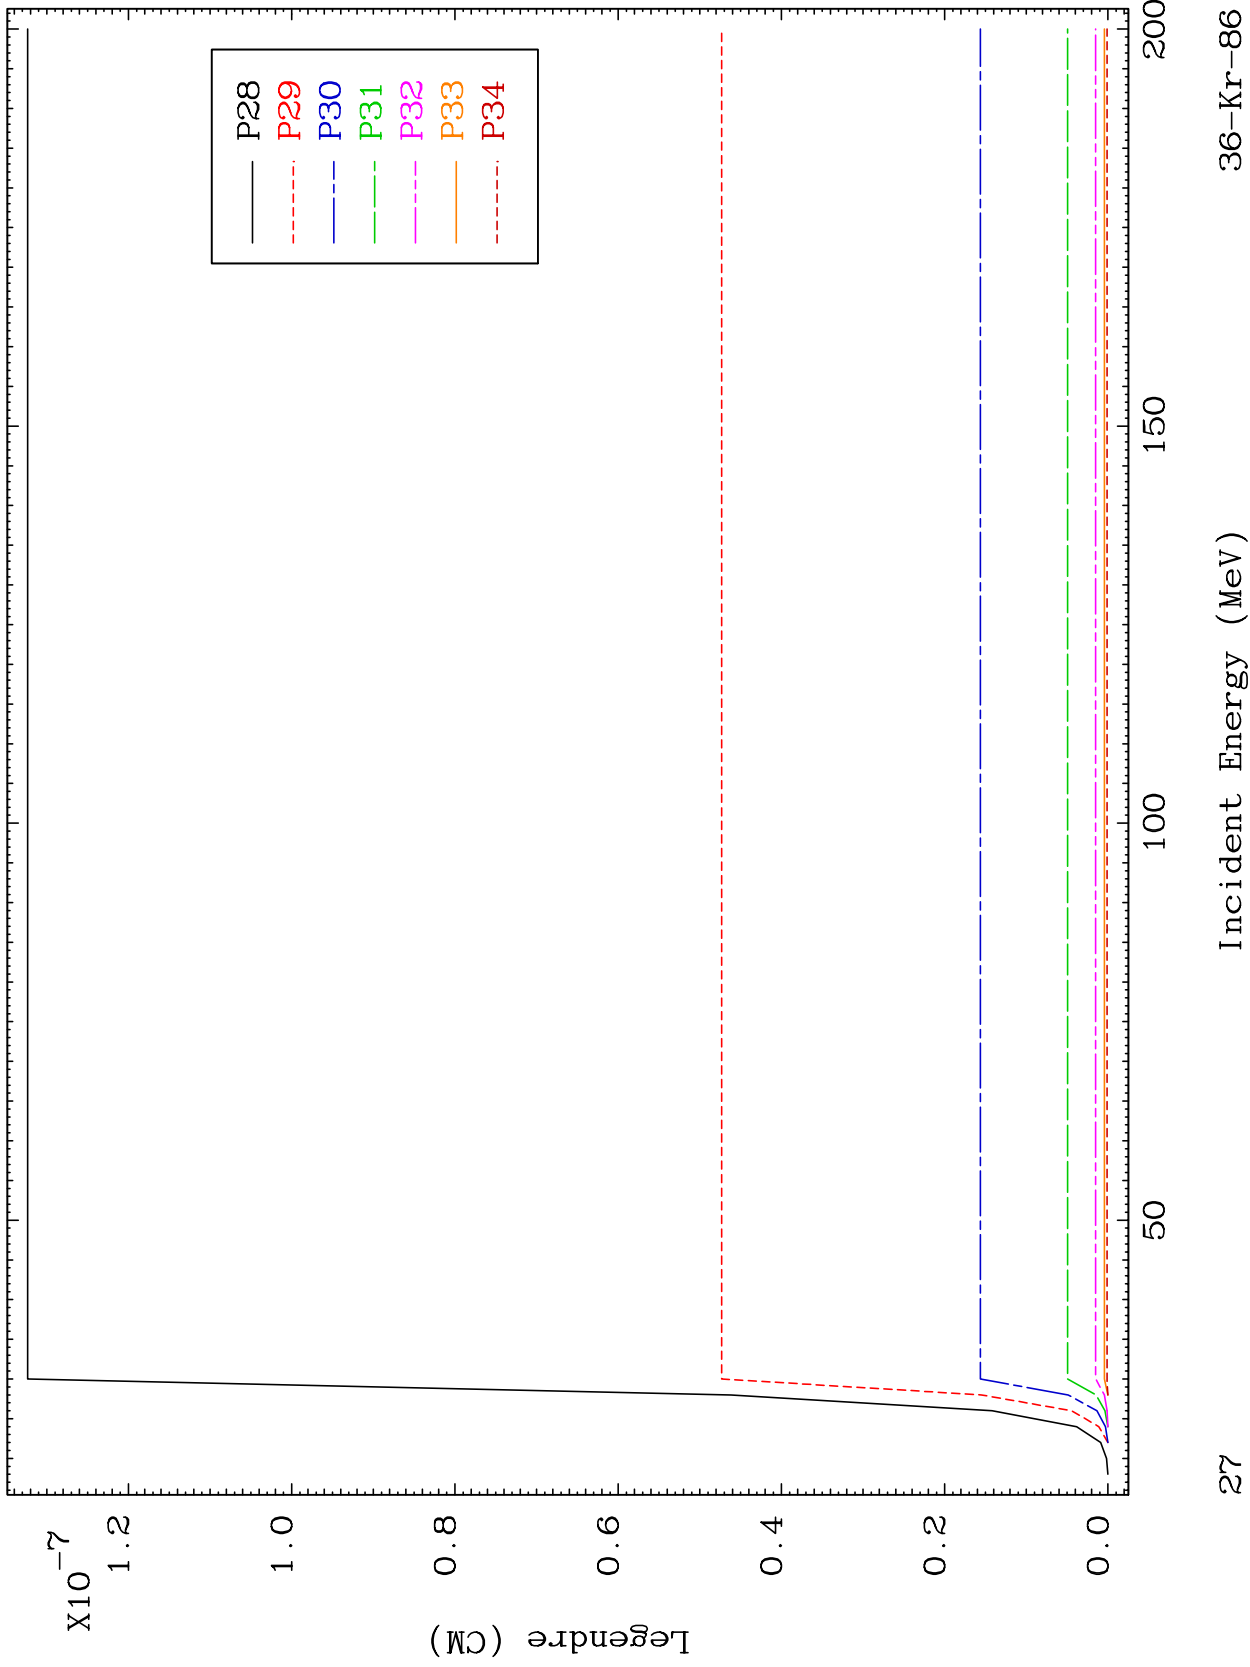 X10-7
Legendre (CM)
1.2
1.0
0.8
0.6
0.4
0.2
0.0
P28
P29
P30
P31
P32
P33
P34
50
100
150
200
27
Incident Energy (MeV)
36-Kr-86